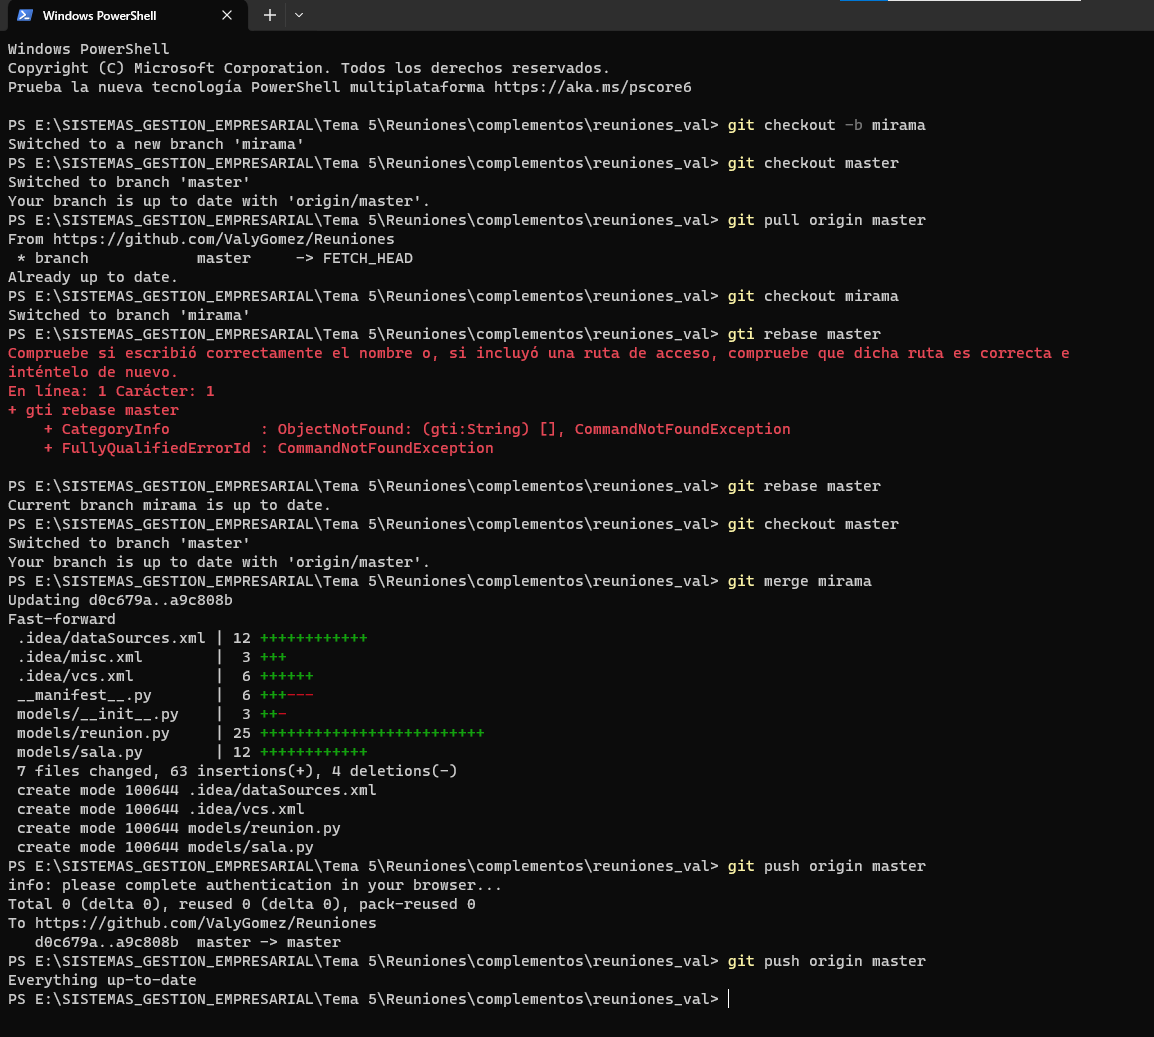 Windows PowerShell
Windows PowerShell
Copyright (C) Microsoft Corporation. Todos los derechos reservados.
Prueba la nueva tecnología PowerShell multiplataforma https://aka.ms/pscore6
PS E:\SISTEMAS_GESTION_EMPRESARIAL\Tema 5\Reuniones\complementos\reuniones_val> git checkout -b mirama
Switched to a new branch 'mirama'
PS E:\SISTEMAS_GESTION_EMPRESARIAL\Tema 5\Reuniones\complementos\reuniones_val> git checkout master
Switched to branch 'master'
Your branch is up to date with 'origin/master'.
PS E:\SISTEMAS_GESTION_EMPRESARIAL\Tema 5\Reuniones\complementos\reuniones_val> git pull origin master
From https://github.com/ValyGomez/Reuniones
 * branch            master     -> FETCH_HEAD
Already up to date.
PS E:\SISTEMAS_GESTION_EMPRESARIAL\Tema 5\Reuniones\complementos\reuniones_val> git checkout mirama
Switched to branch 'mirama'
PS E:\SISTEMAS_GESTION_EMPRESARIAL\Tema 5\Reuniones\complementos\reuniones_val> gti rebase master
Compruebe si escribió correctamente el nombre o, si incluyó una ruta de acceso, compruebe que dicha ruta es correcta e
inténtelo de nuevo.
En línea: 1 Carácter: 1
+ gti rebase master
    + CategoryInfo          : ObjectNotFound: (gti:String) [], CommandNotFoundException
    + FullyQualifiedErrorId : CommandNotFoundException
PS E:\SISTEMAS_GESTION_EMPRESARIAL\Tema 5\Reuniones\complementos\reuniones_val> git rebase master
Current branch mirama is up to date.
PS E:\SISTEMAS_GESTION_EMPRESARIAL\Tema 5\Reuniones\complementos\reuniones_val> git checkout master
Switched to branch 'master'
Your branch is up to date with 'origin/master'.
PS E:\SISTEMAS_GESTION_EMPRESARIAL\Tema 5\Reuniones\complementos\reuniones_val> git merge mirama
Updating d0c679a..a9c808b
Fast-forward
 .idea/dataSources.xml | 12 ++++++++++++
 .idea/misc.xml        |  3 +++
 .idea/vcs.xml         |  6 ++++++
 __manifest__.py       |  6 +++---
 models/__init__.py    |  3 ++-
 models/reunion.py     | 25 +++++++++++++++++++++++++
 models/sala.py        | 12 ++++++++++++
 7 files changed, 63 insertions(+), 4 deletions(-)
 create mode 100644 .idea/dataSources.xml
 create mode 100644 .idea/vcs.xml
 create mode 100644 models/reunion.py
 create mode 100644 models/sala.py
PS E:\SISTEMAS_GESTION_EMPRESARIAL\Tema 5\Reuniones\complementos\reuniones_val> git push origin master
info: please complete authentication in your browser...
Total 0 (delta 0), reused 0 (delta 0), pack-reused 0
To https://github.com/ValyGomez/Reuniones
   d0c679a..a9c808b  master -> master
PS E:\SISTEMAS_GESTION_EMPRESARIAL\Tema 5\Reuniones\complementos\reuniones_val> git push origin master
Everything up-to-date
PS E:\SISTEMAS_GESTION_EMPRESARIAL\Tema 5\Reuniones\complementos\reuniones_val>